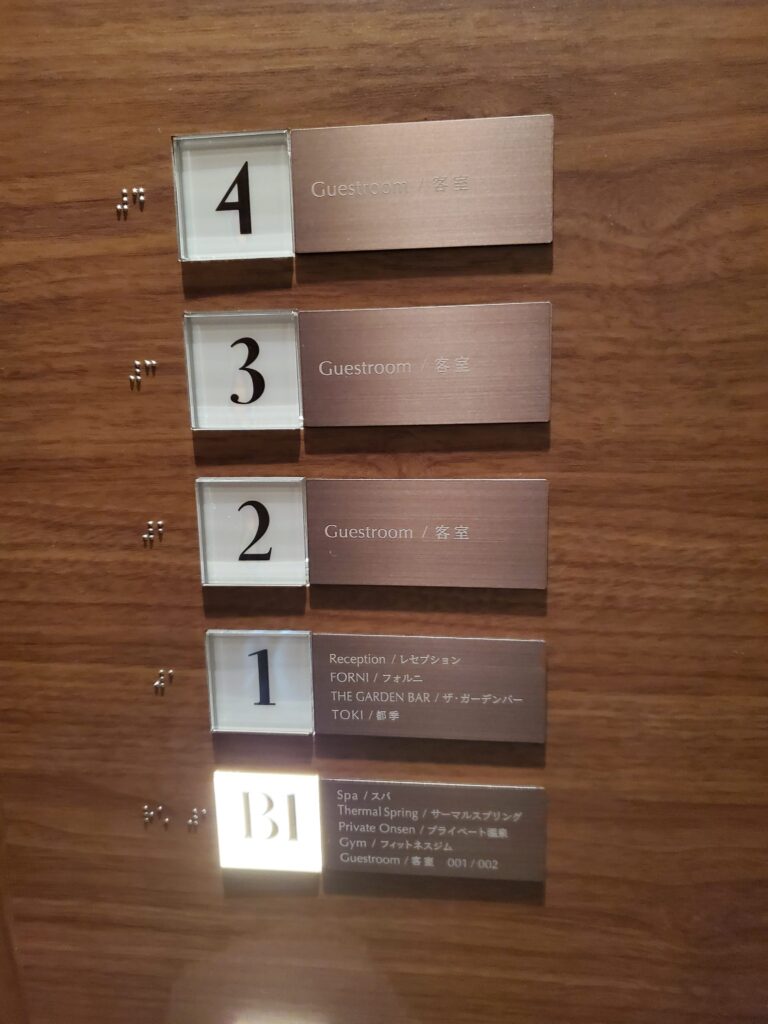 4
Guestroom / 客室
3
Guestroom / 客室
2
Guestroom / 客室
1
Reception / レセプション
FORNI / フォルニ
THE GARDEN BAR / ザ・ガーデンバー
TOKI / 都季
B1
Spa / スパ
Thermal Spring / サーマルスプリング
Private Onsen / プライベート温泉
Gym / フィットネスジム
Guestroom / 客室 001 / 002